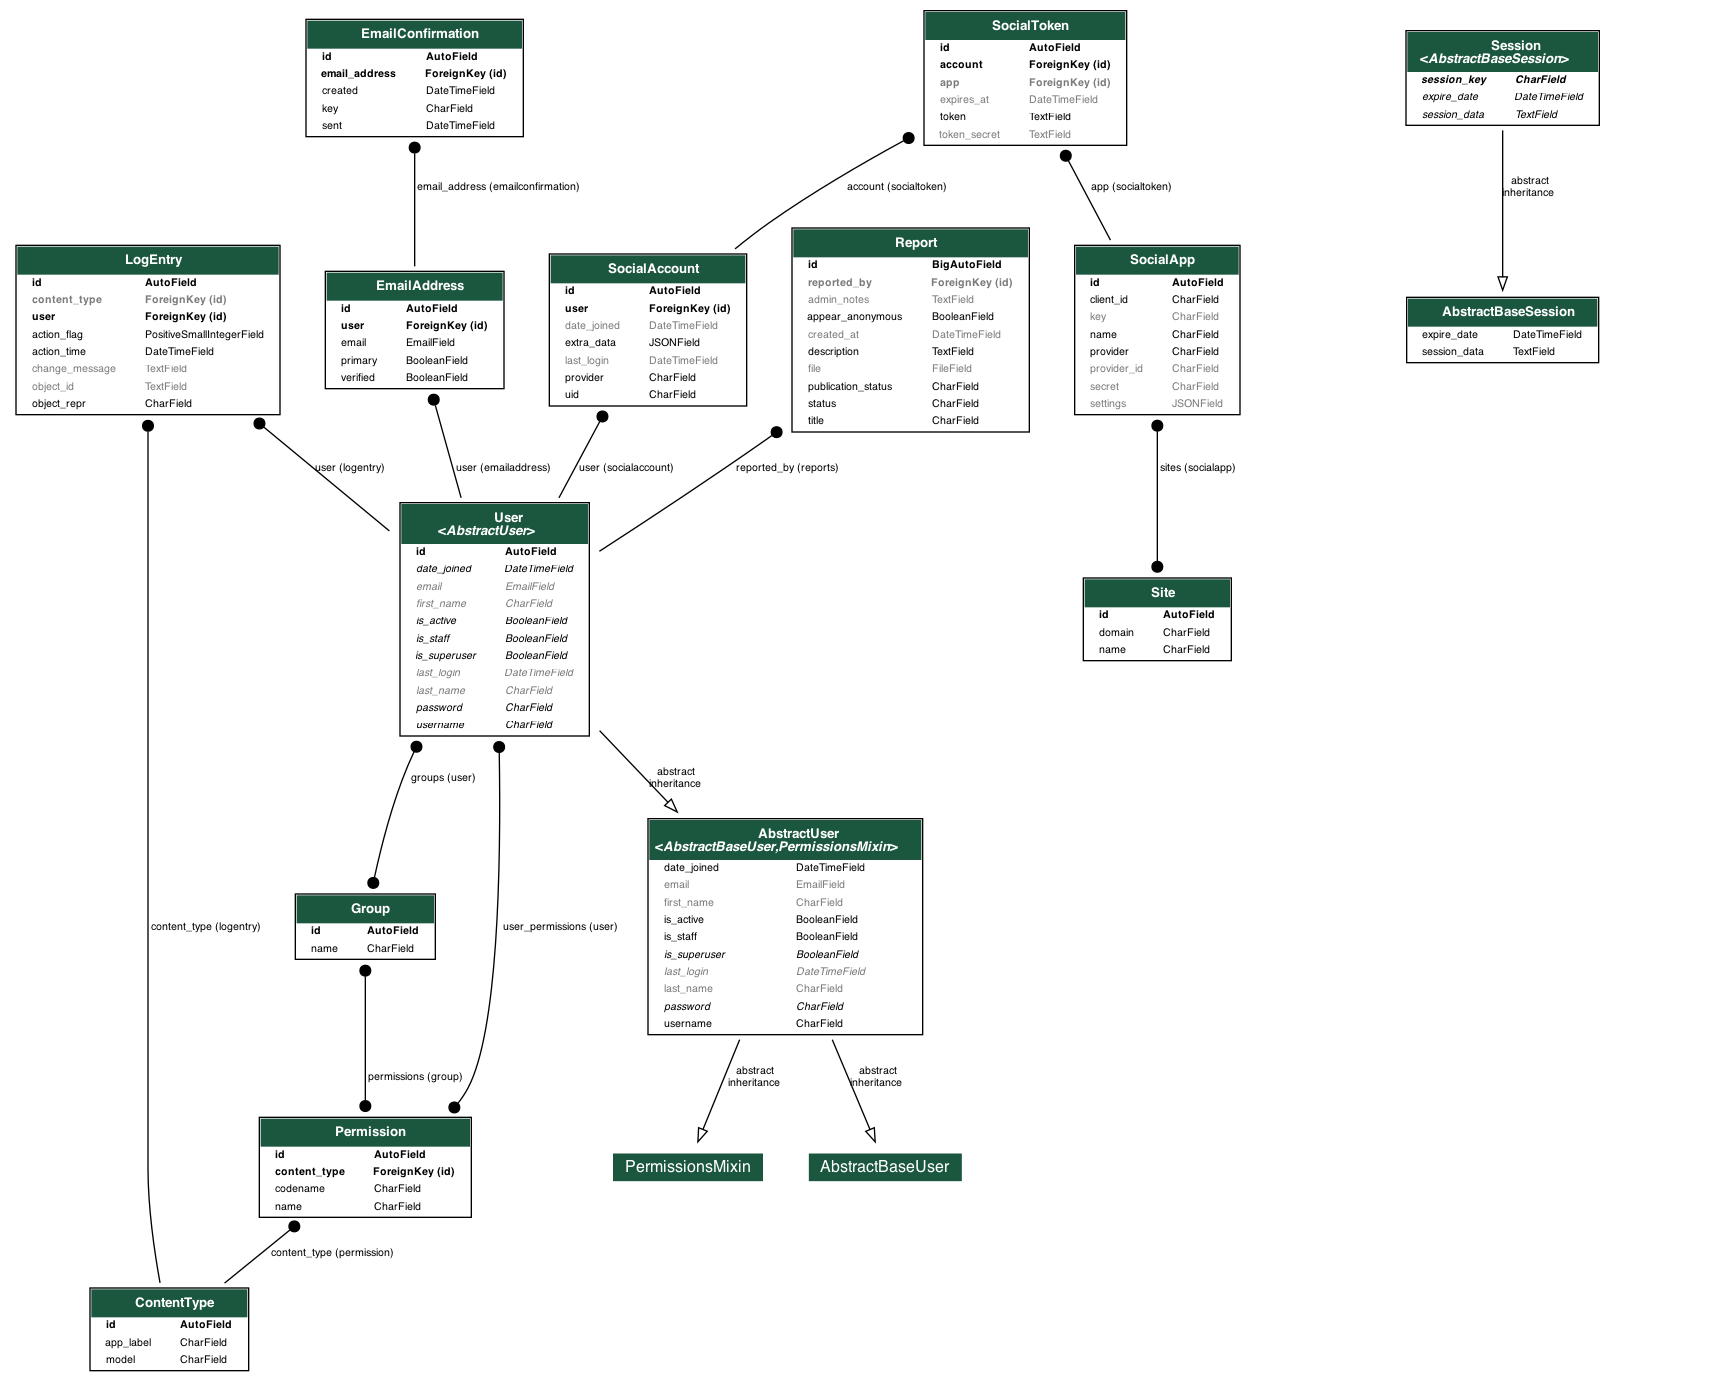 EmailConfirmation
id AutoField
email_address ForeignKey (id)
created DateTimeField
key CharField
sent DateTimeField
SocialToken
id AutoField
account ForeignKey (id)
app ForeignKey (id)
expires_at DateTimeField
token TextField
token_secret TextField
Session
<AbstractBaseSession>
session_key CharField
expire_date DateTimeField
session_data TextField
email_address (emailconfirmation)
account (socialtoken)
app (socialtoken)
abstract
inheritance
LogEntry
id AutoField
content_type ForeignKey (id)
user ForeignKey (id)
action_flag PositiveSmallIntegerField
action_time DateTimeField
change_message TextField
object_id TextField
object_repr CharField
EmailAddress
id AutoField
user ForeignKey (id)
email EmailField
primary BooleanField
verified BooleanField
SocialAccount
id AutoField
user ForeignKey (id)
date_joined DateTimeField
extra_data JSONField
last_login DateTimeField
provider CharField
uid CharField
Report
id BigAutoField
reported_by ForeignKey (id)
admin_notes TextField
appear_anonymous BooleanField
created_at DateTimeField
description TextField
file FileField
publication_status CharField
status CharField
title CharField
SocialApp
id AutoField
client_id CharField
key CharField
name CharField
provider CharField
provider_id CharField
secret CharField
settings JSONField
AbstractBaseSession
expire_date DateTimeField
session_data TextField
user (logentry)
user (emailaddress)
user (socialaccount)
reported_by (reports)
sites (socialapp)
User
<AbstractUser>
id AutoField
date_joined DateTimeField
email EmailField
first_name CharField
is_active BooleanField
is_staff BooleanField
is_superuser BooleanField
last_login DateTimeField
last_name CharField
password CharField
username CharField
Site
id AutoField
domain CharField
name CharField
groups (user)
abstract
inheritance
AbstractUser
<AbstractBaseUser,PermissionsMixin>
date_joined DateTimeField
email EmailField
first_name CharField
is_active BooleanField
is_staff BooleanField
is_superuser BooleanField
last_login DateTimeField
last_name CharField
password CharField
username CharField
Group
id AutoField
name CharField
content_type (logentry)
user_permissions (user)
permissions (group)
abstract
inheritance
abstract
inheritance
Permission
id AutoField
content_type ForeignKey (id)
codename CharField
name CharField
PermissionsMixin
AbstractBaseUser
content_type (permission)
ContentType
id AutoField
app_label CharField
model CharField